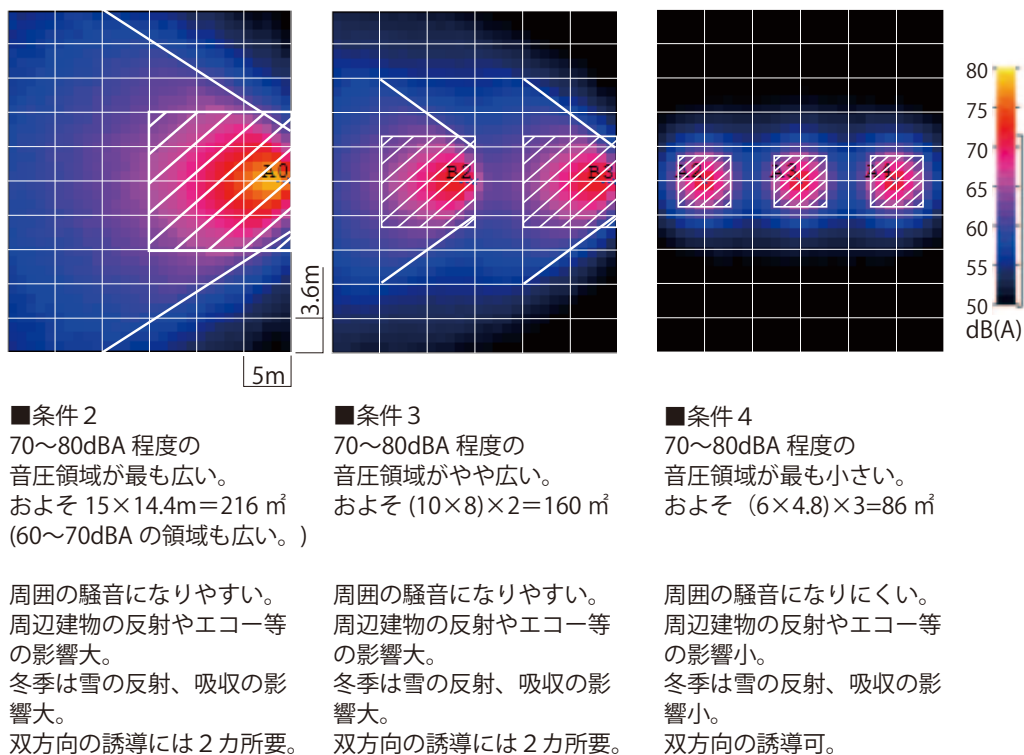 A0
B2
B3
A2
A3
A4
80
75
70
65
60
55
50
dB(A)
3.6m
5m
■条件２
70～80dBA 程度の
音圧領域が最も広い。
およそ 15×14.4m＝216 ㎡
(60～70dBA の領域も広い。)
周囲の騒音になりやすい。
周辺建物の反射やエコー等
の影響大。
冬季は雪の反射、吸収の影
響大。
双方向の誘導には２カ所要。
■条件３
70～80dBA 程度の
音圧領域がやや広い。
およそ (10×8)×2＝160 ㎡
周囲の騒音になりやすい。
周辺建物の反射やエコー等
の影響大。
冬季は雪の反射、吸収の影
響大。
双方向の誘導には２カ所要。
■条件４
70～80dBA 程度の
音圧領域が最も小さい。
およそ（6×4.8)×3=86 ㎡
周囲の騒音になりにくい。
周辺建物の反射やエコー等
の影響小。
冬季は雪の反射、吸収の影
響小。
双方向の誘導可。